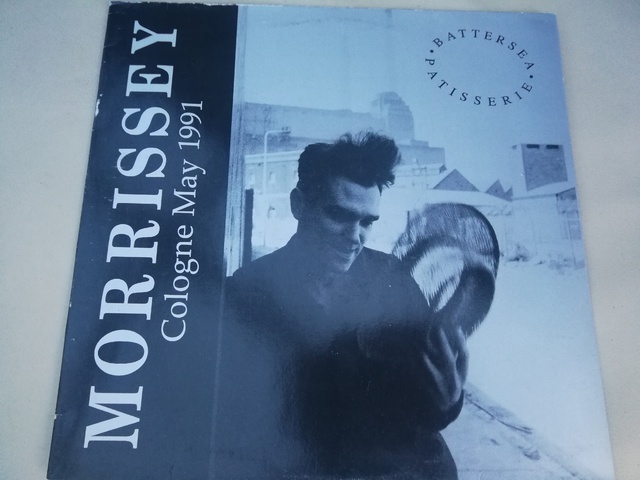 MORRISSEY
Cologne May 1991
• BATTERSEA •
PATISSERIE